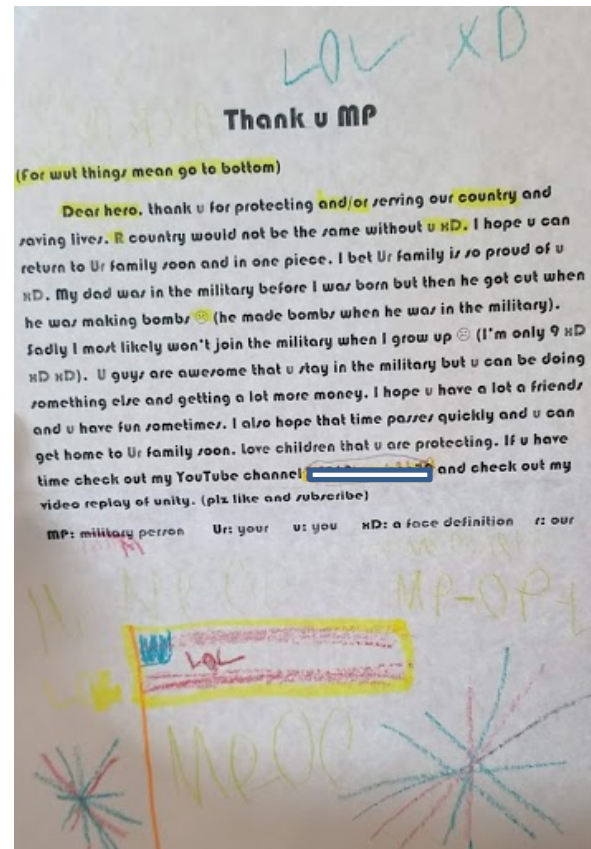 LOL XD
Thank u MP
(For wut things mean go to bottom)
Dear hero, thank u for protecting and/or serving our country and
saving lives. R country would not be the same without u xD. I hope u can
return to Ur family soon and in one piece. I bet Ur family is so proud of u
xD. My dad was in the military before I was born but then he got cut when
he was making bombs ☹ (he made bombs when he was in the military).
Sadly I most likely won't join the military when I grow up ☹ (I'm only 9 xD
xD xD). U guys are awesome that u stay in the military but u can be doing
something else and getting a lot more money. I hope u have a lot a friends
and u have fun sometimes. I also hope that time passes quickly and u can
get home to Ur family soon. Love children that u are protecting. If u have
time check out my YouTube channel and check out my
video replay of unity. (plz like and subscribe)
MP: military person Ur: your u: you xD: a face definition r: our
LOL